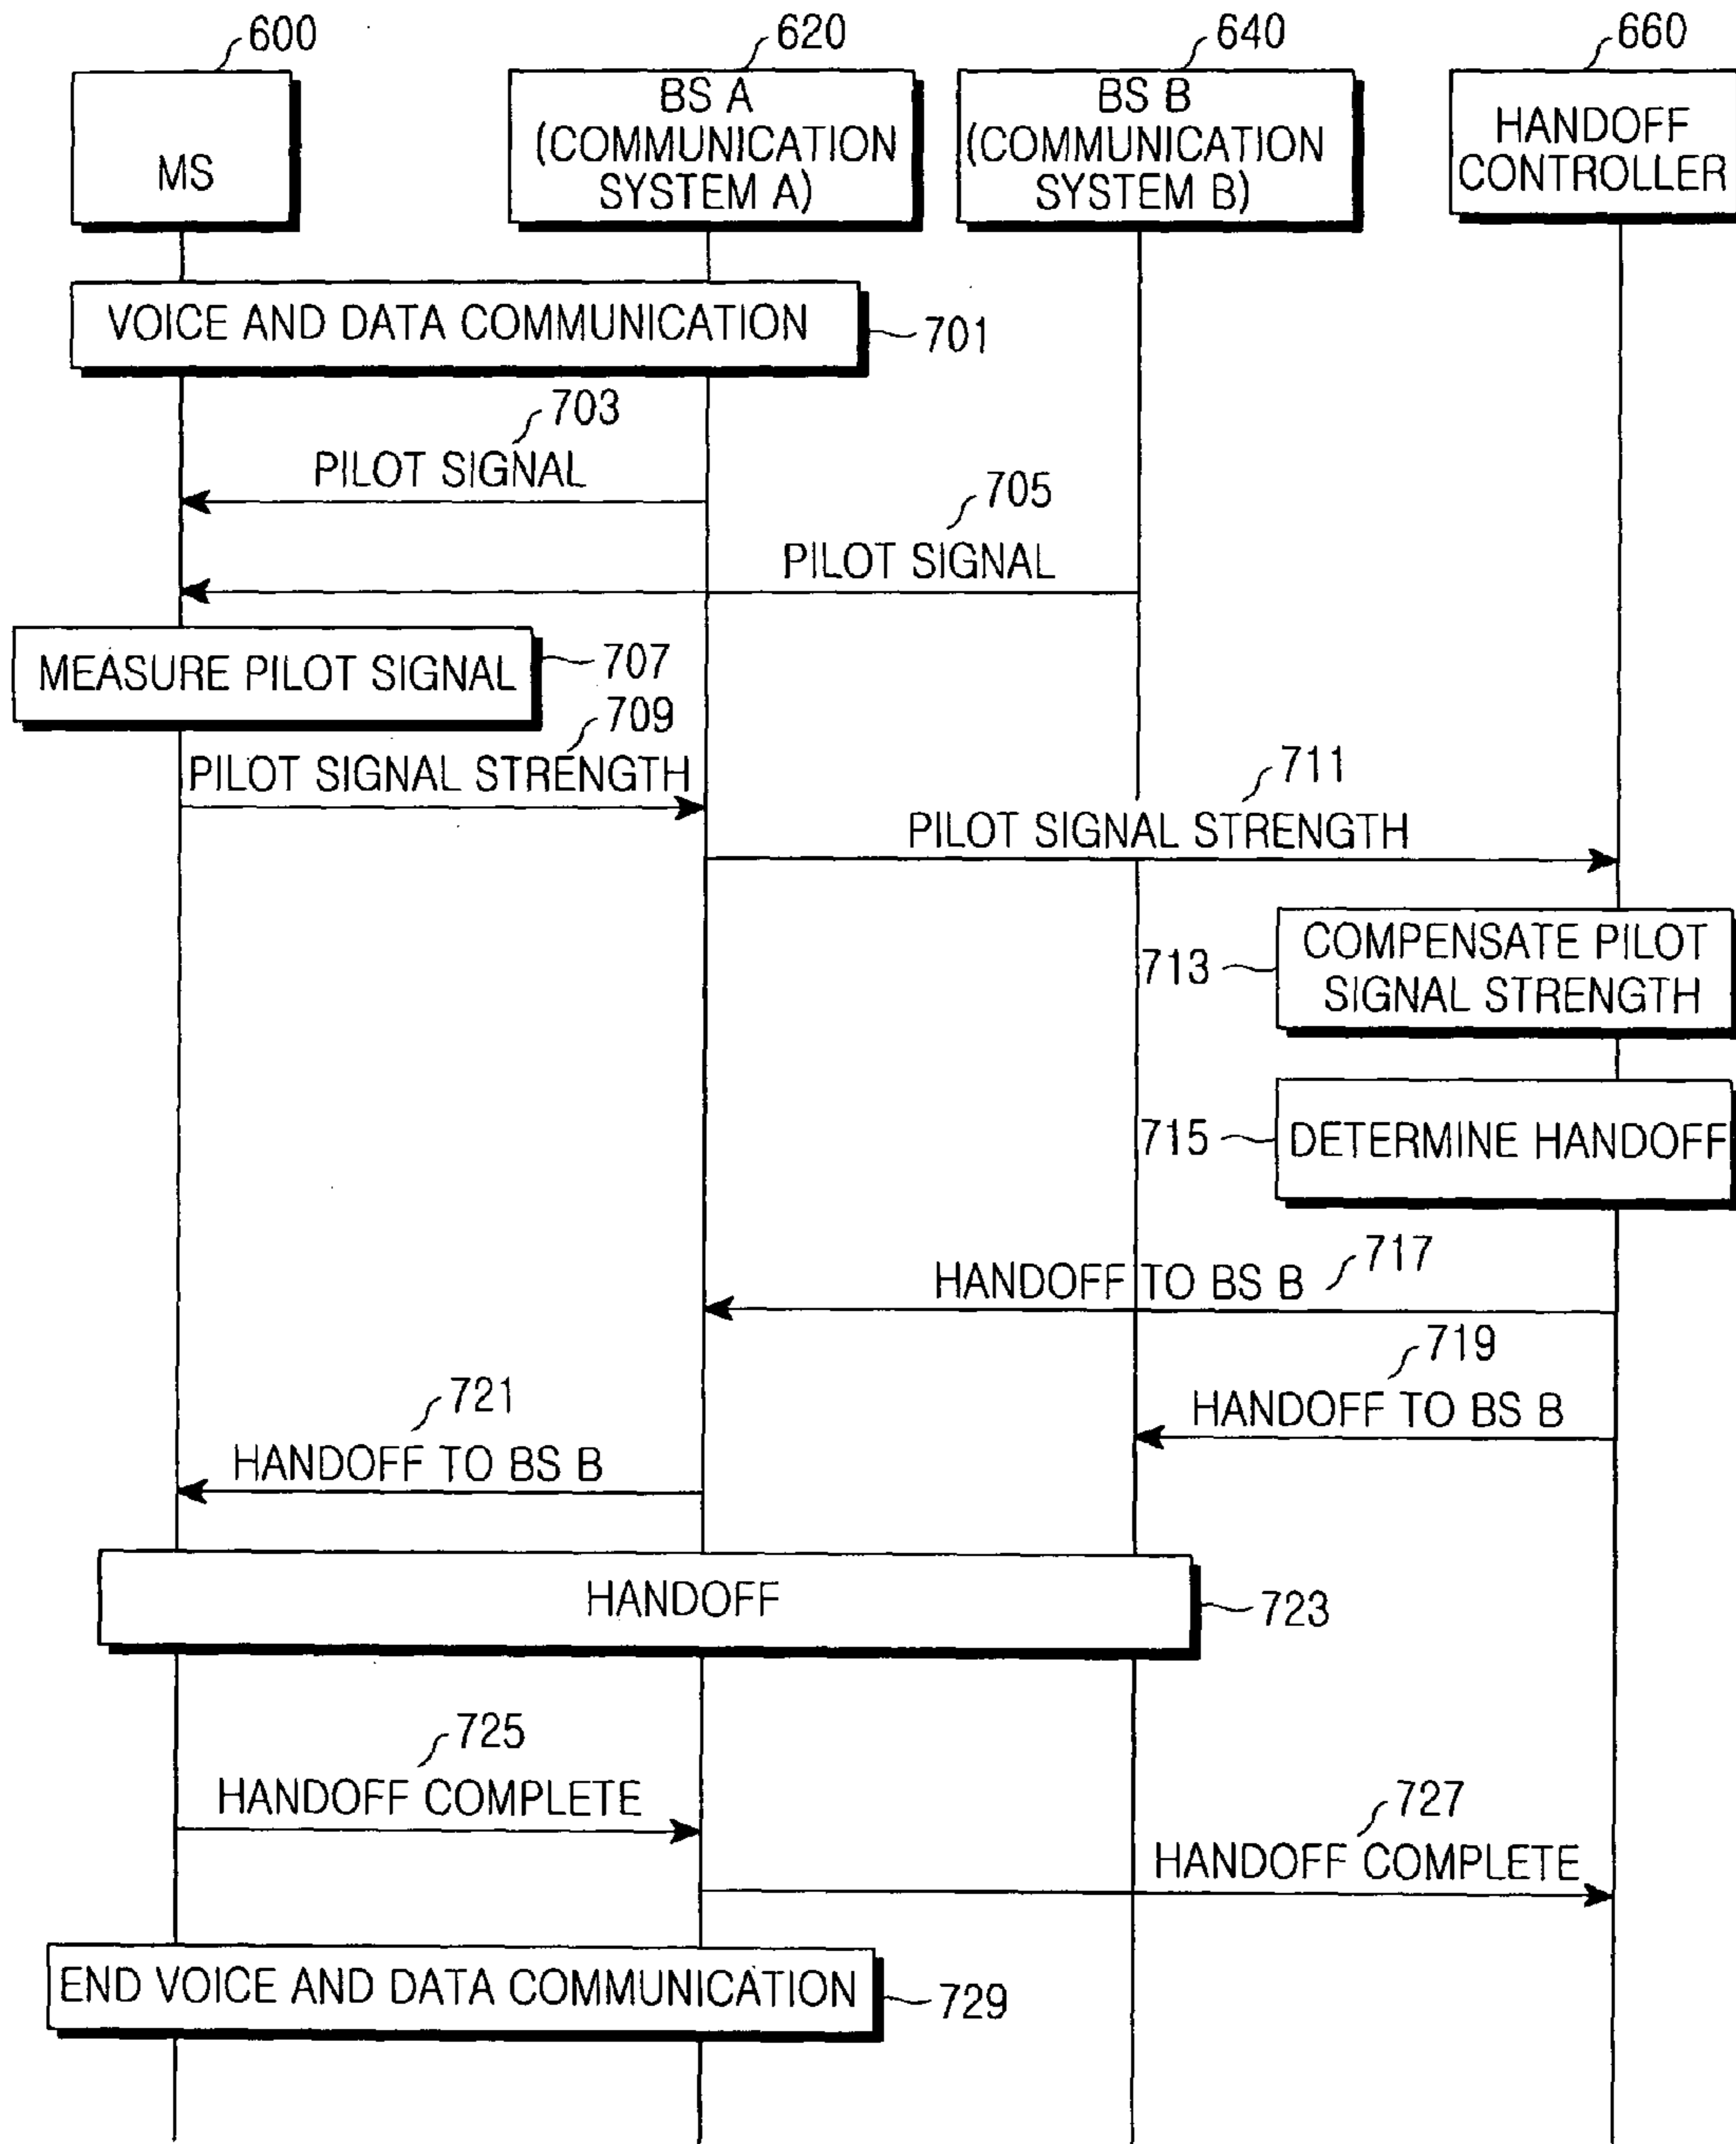 600
620
640
660
MS
BS A
(COMMUNICATION
SYSTEM A)
BS B
(COMMUNICATION
SYSTEM B)
HANDOFF
CONTROLLER
VOICE AND DATA COMMUNICATION
701
703
PILOT SIGNAL
705
PILOT SIGNAL
MEASURE PILOT SIGNAL
707
709
PILOT SIGNAL STRENGTH
711
PILOT SIGNAL STRENGTH
713
COMPENSATE PILOT
SIGNAL STRENGTH
715
DETERMINE HANDOFF
717
HANDOFF TO BS B
719
HANDOFF TO BS B
721
HANDOFF TO BS B
HANDOFF
723
725
HANDOFF COMPLETE
727
HANDOFF COMPLETE
END VOICE AND DATA COMMUNICATION
729